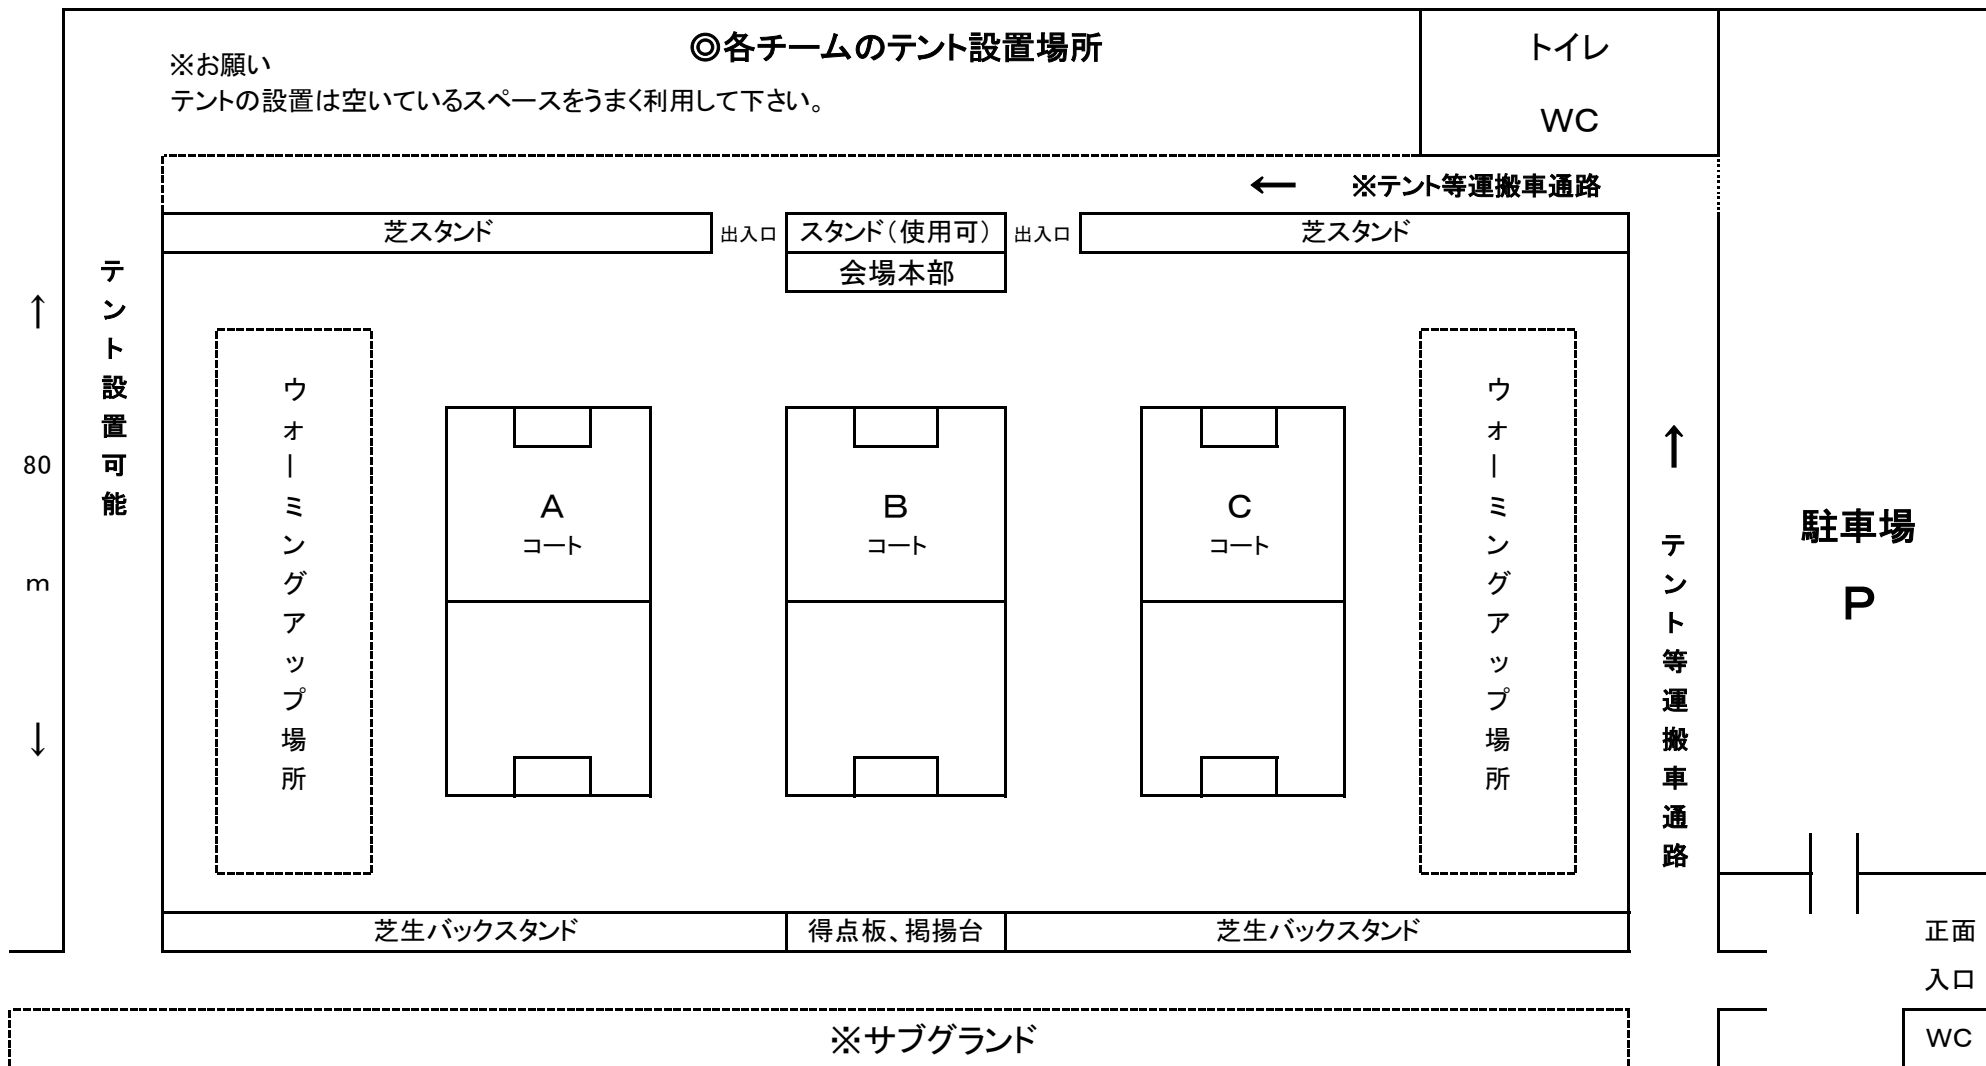 ◎各チームのテント設置場所
※お願い
テントの設置は空いているスペースをうまく利用して下さい。
トイレ
WC
← ※テント等運搬車通路
芝スタンド
出入口
スタンド（使用可）
出入口
芝スタンド
会場本部
↑
80
m
↓
テント設置可能
ウォーミングアップ場所
A
コート
B
コート
C
コート
ウォーミングアップ場所
↑
テント等運搬車通路
駐車場
P
芝生バックスタンド
得点板、掲揚台
芝生バックスタンド
正面
入口
※サブグランド
WC